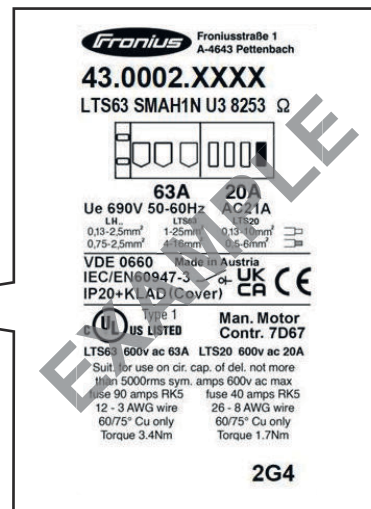 Fronius
Froniusstraße 1
A-4643 Pettenbach
43.0002.XXXX
LTS63 SMAH1N U3 8253 Ω
63A 20A
Ue 690V 50-60Hz AC21A
LH.. LTS63 LTS20
0,13-2,5mm² 1-25mm² 0,13-10mm²
0,75-2,5mm² 4-16mm² 0,5-6mm²
VDE 0660 Made in Austria
IEC/EN60947-3
IP20+KLAD(Cover)
UK
CA CE
Type 1
C UL US LISTED
Man. Motor
Contr. 7D67
LTS63 600v ac 63A LTS20 600v ac 20A
Suit. for use on cir. cap. of del. not more
than 5000rms sym. amps 600v ac max
fuse 90 amps RK5 fuse 40 amps RK5
12 - 3 AWG wire 26 - 8 AWG wire
60/75° Cu only 60/75° Cu only
Torque 3.4Nm Torque 1.7Nm
2G4
EXAMPLE